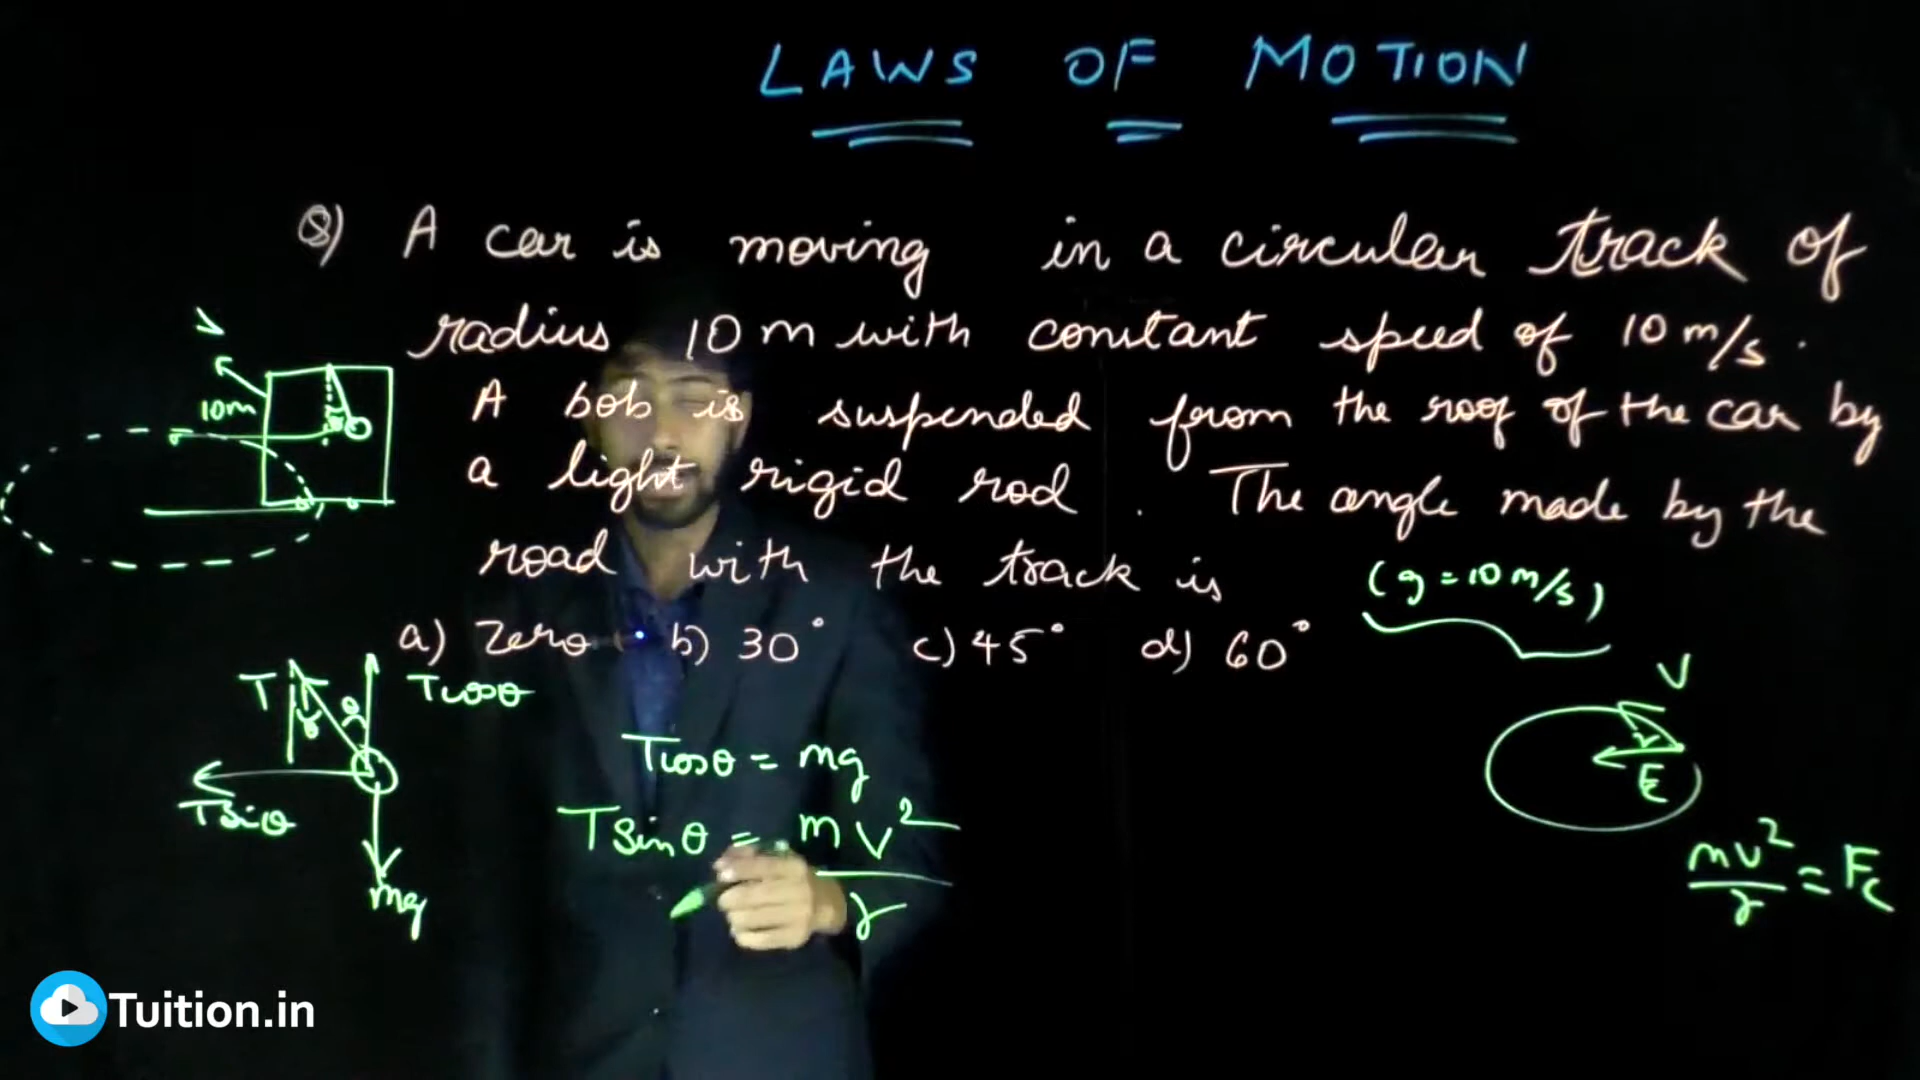 LAWS OF MOTION
Q) A car is moving in a circular track of
radius 10 m with constant speed of 10 m/s.
A bob is suspended from the roof of the car by
a light rigid rod. The angle made by the
road with the track is
(g = 10 m/s)
a) Zero b) 30° c) 45° d) 60°
10m
T
θ
Tcosθ
Tsinθ
mg
Tcosθ = mg
Tsinθ = mv²/r
V
r
mv²/r = Fc
Tuition.in